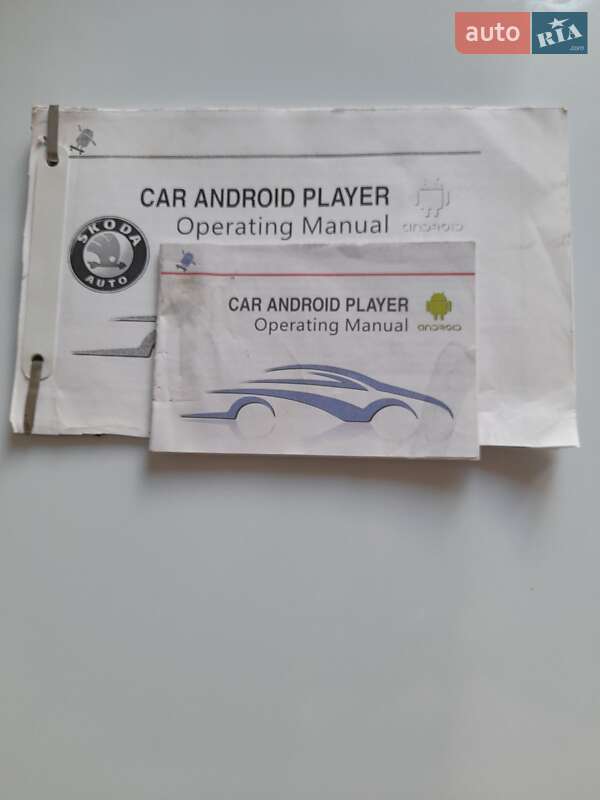 auto RIA .com
CAR ANDROID PLAYER
Operating Manual
ANDROID
SKODA
AUTO
CAR ANDROID PLAYER
Operating Manual
ANDROID